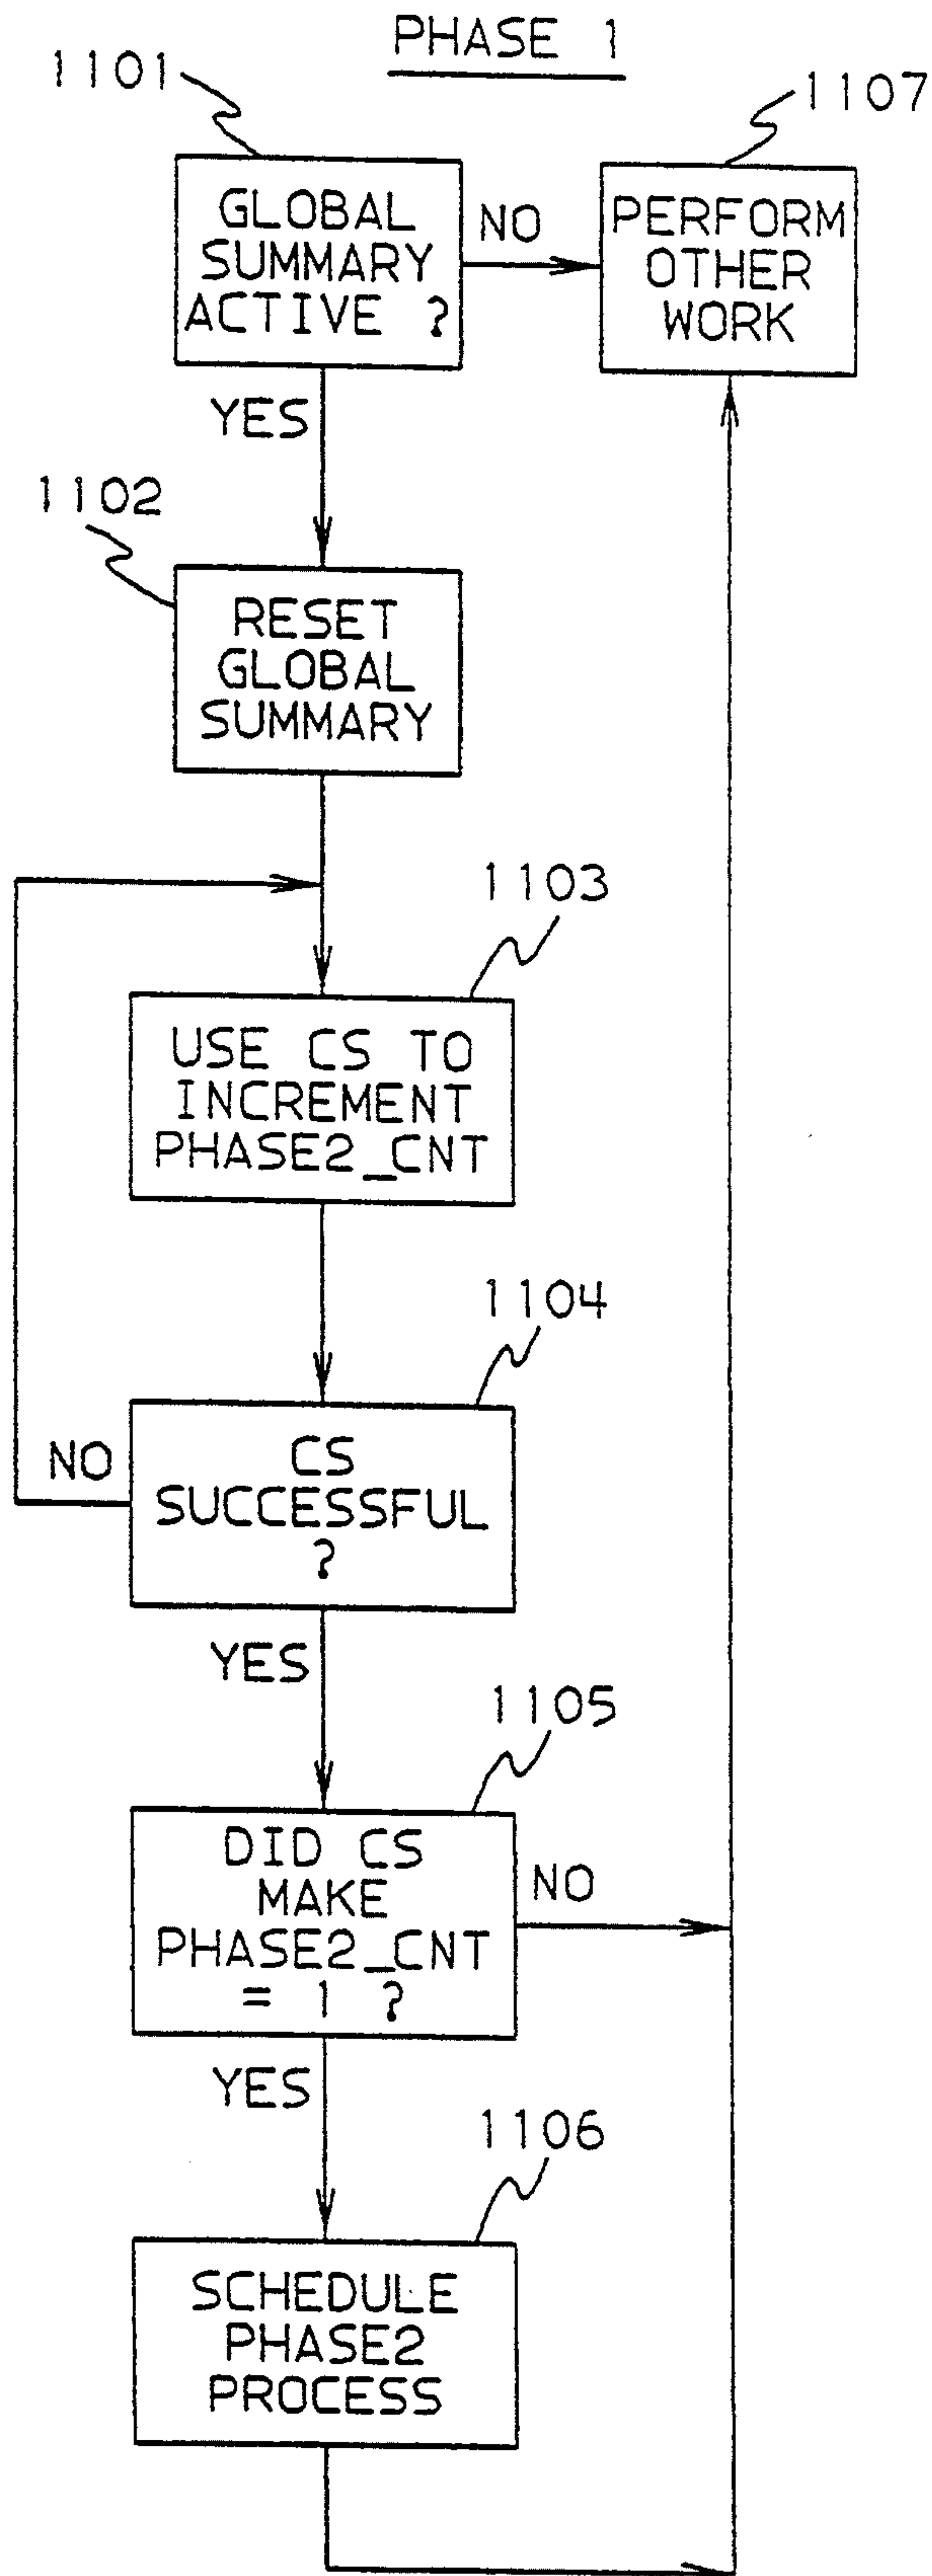 PHASE 1
1101
1107
GLOBAL
SUMMARY
ACTIVE ?
NO
PERFORM
OTHER
WORK
YES
1102
RESET
GLOBAL
SUMMARY
1103
USE CS TO
INCREMENT
PHASE2_CNT
1104
NO
CS
SUCCESSFUL
?
YES
1105
DID CS
MAKE
PHASE2_CNT
= 1 ?
NO
YES
1106
SCHEDULE
PHASE2
PROCESS